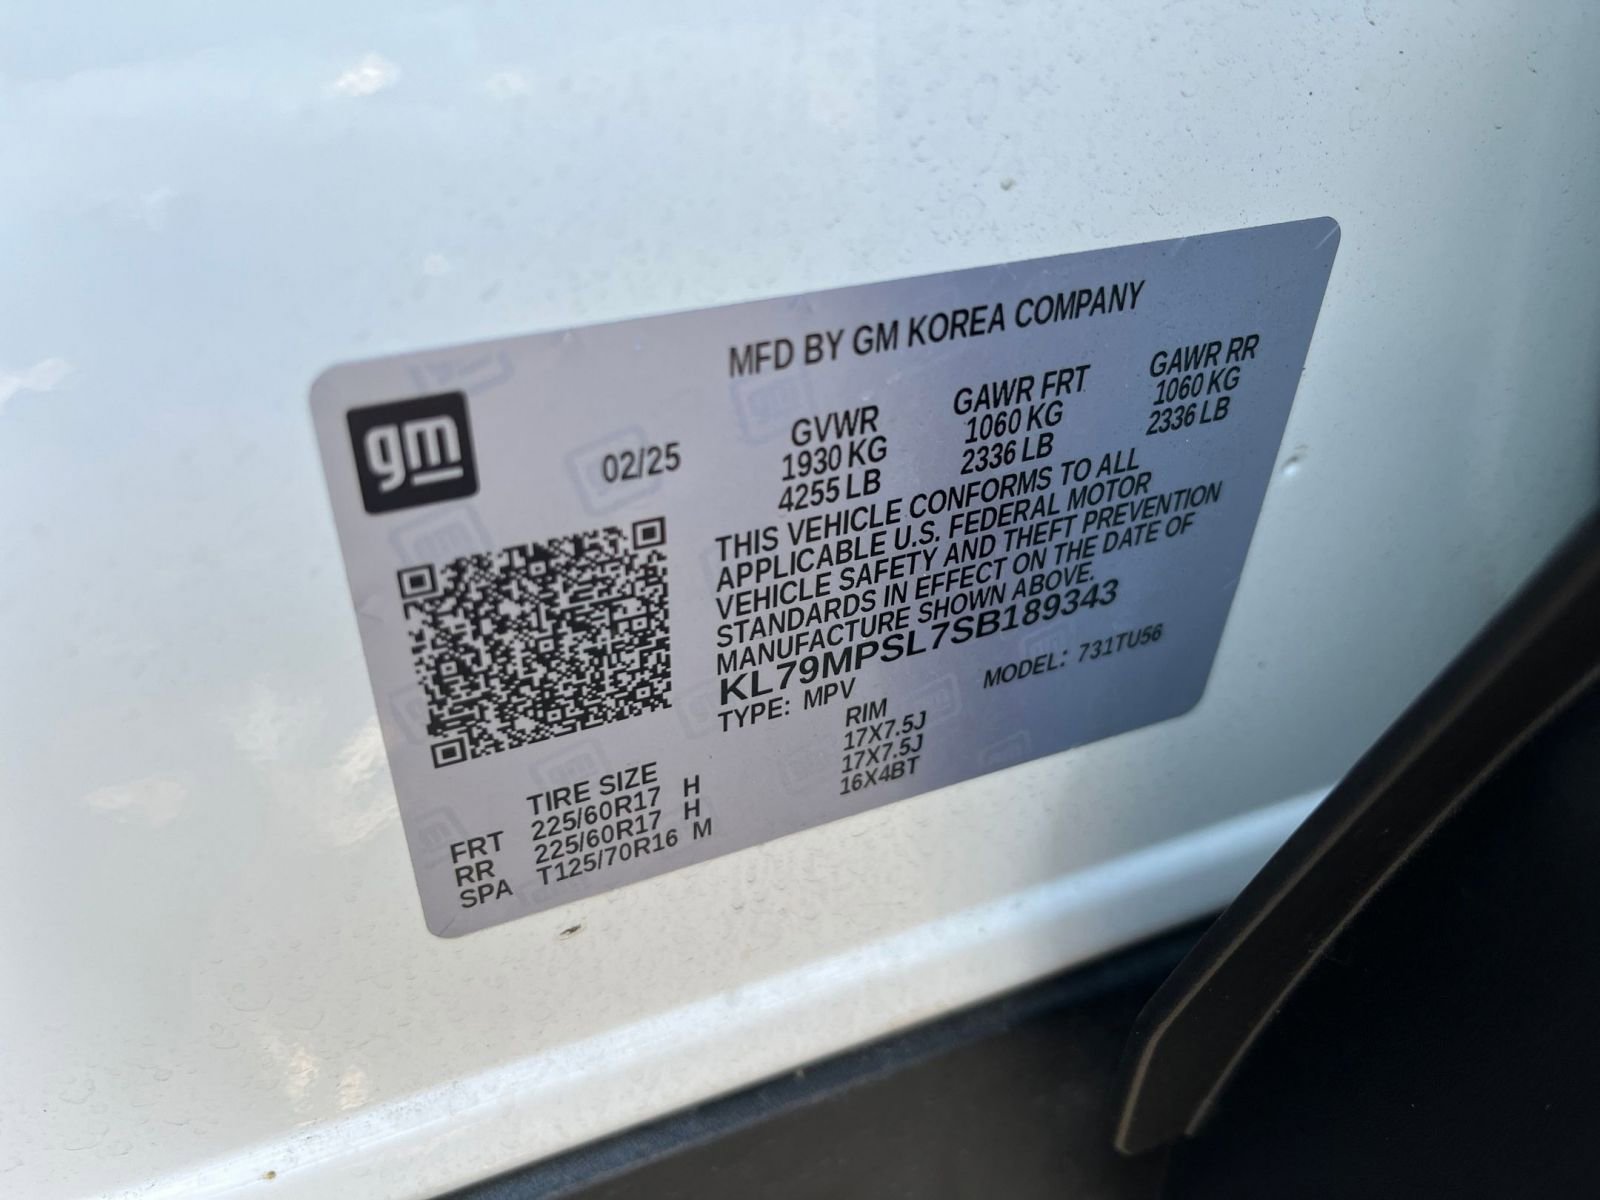 MFD BY GM KOREA COMPANY
gm
02/25
GVWR GAWR FRT GAWR RR
1930 KG 1060 KG 1060 KG
4255 LB 2336 LB 2336 LB
THIS VEHICLE CONFORMS TO ALL
APPLICABLE U.S. FEDERAL MOTOR
VEHICLE SAFETY AND THEFT PREVENTION
STANDARDS IN EFFECT ON THE DATE OF
MANUFACTURE SHOWN ABOVE.
KL79MPSL7SB189343
TYPE: MPV MODEL: 731TU56
TIRE SIZE RIM
FRT 225/60R17 H 17X7.5J
RR 225/60R17 H 17X7.5J
SPA T125/70R16 M 16X4BT